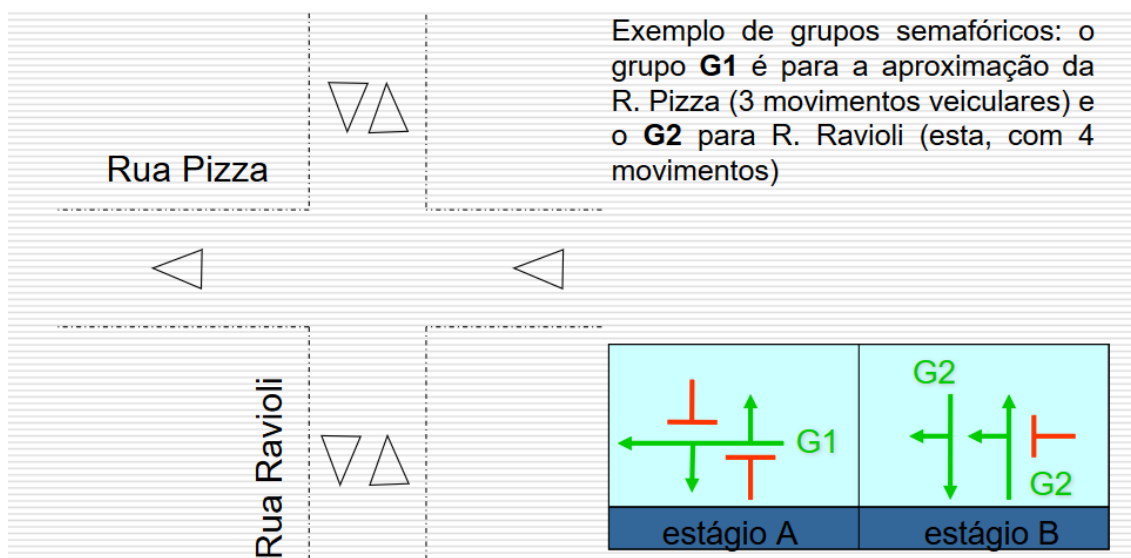 Exemplo de grupos semafóricos: o
grupo G1 é para a aproximação da
R. Pizza (3 movimentos veiculares) e
o G2 para R. Ravioli (esta, com 4
movimentos)
Rua Pizza
Rua Ravioli
G1
estágio A
G2
G2
estágio B